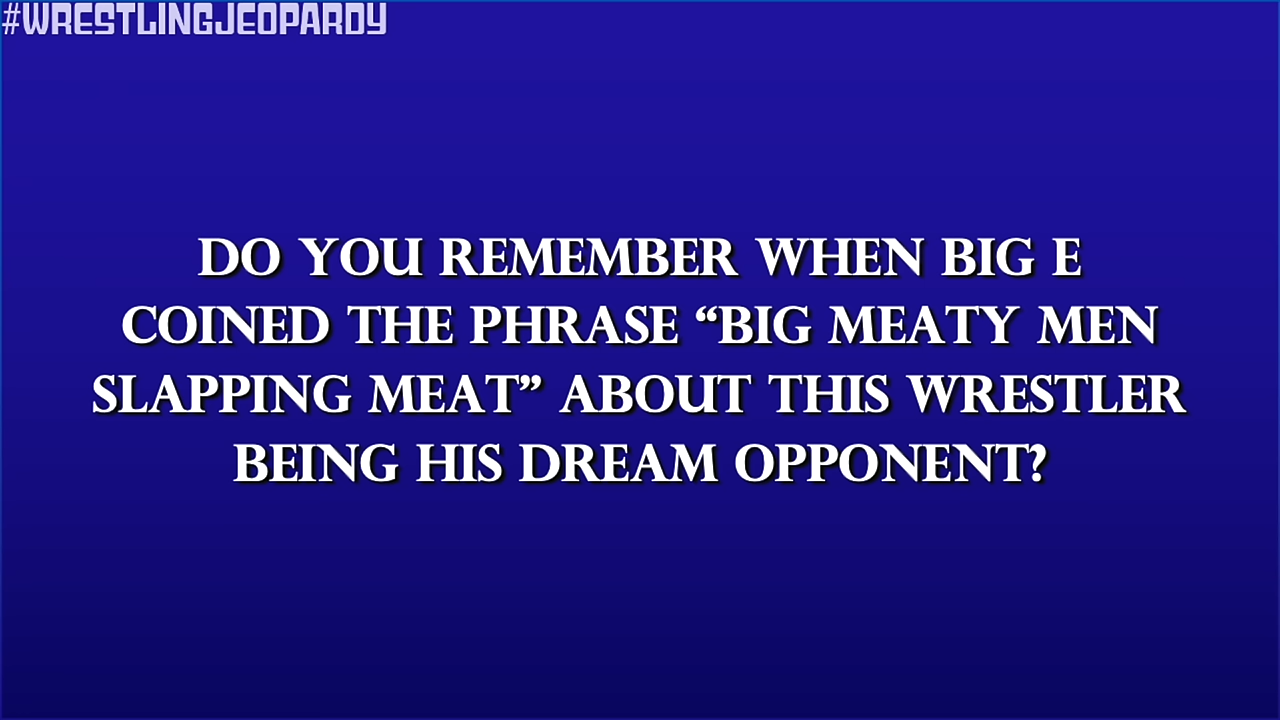 #WRESTLINGJEOPARDY
DO YOU REMEMBER WHEN BIG E
COINED THE PHRASE “BIG MEATY MEN
SLAPPING MEAT” ABOUT THIS WRESTLER
BEING HIS DREAM OPPONENT?